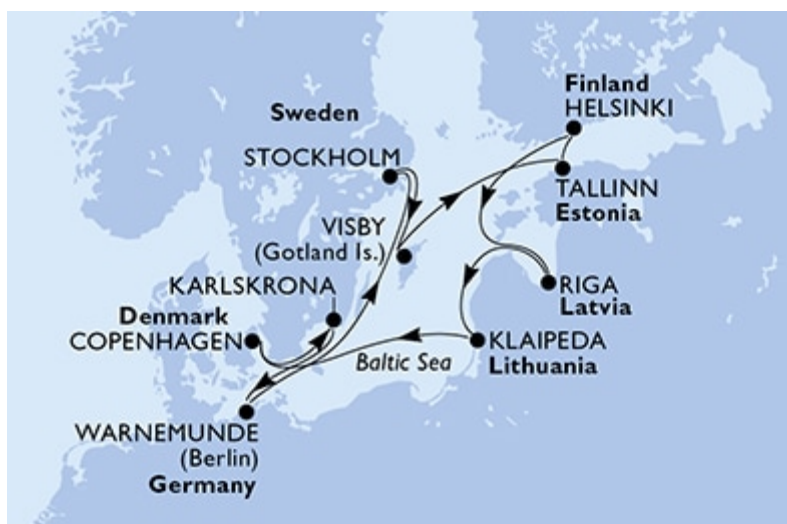 Finland
HELSINKI
Sweden
STOCKHOLM
TALLINN
Estonia
VISBY
(Gotland Is.)
KARLSKRONA
RIGA
Latvia
Denmark
COPENHAGEN
KLAIPEDA
Lithuania
Baltic Sea
WARNEMUNDE
(Berlin)
Germany